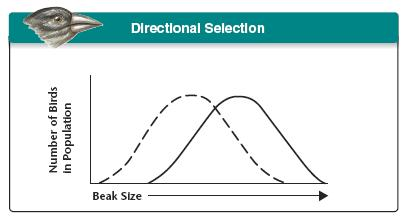 Directional Selection
Number of Birds
in Population
Beak Size